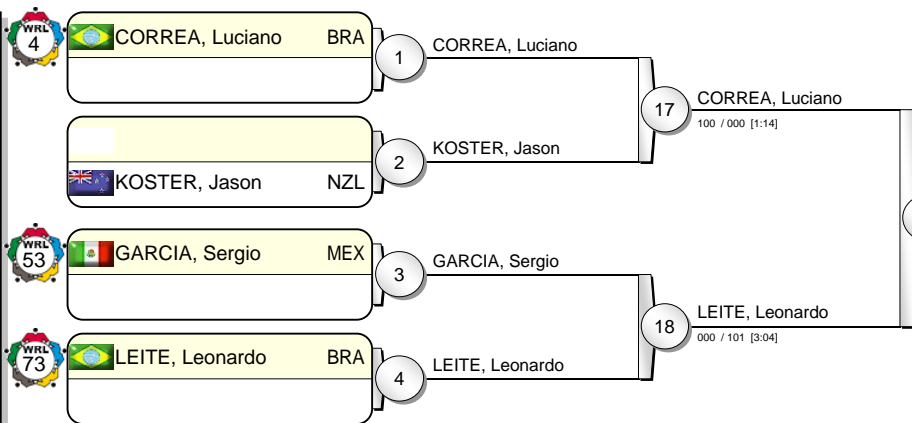 WRL
4
CORREA, Luciano BRA
1
CORREA, Luciano
17
CORREA, Luciano
100 / 000 [1:14]
2
KOSTER, Jason
KOSTER, Jason NZL
WRL
53
GARCIA, Sergio MEX
3
GARCIA, Sergio
18
LEITE, Leonardo
000 / 101 [3:04]
WRL
73
LEITE, Leonardo BRA
4
LEITE, Leonardo